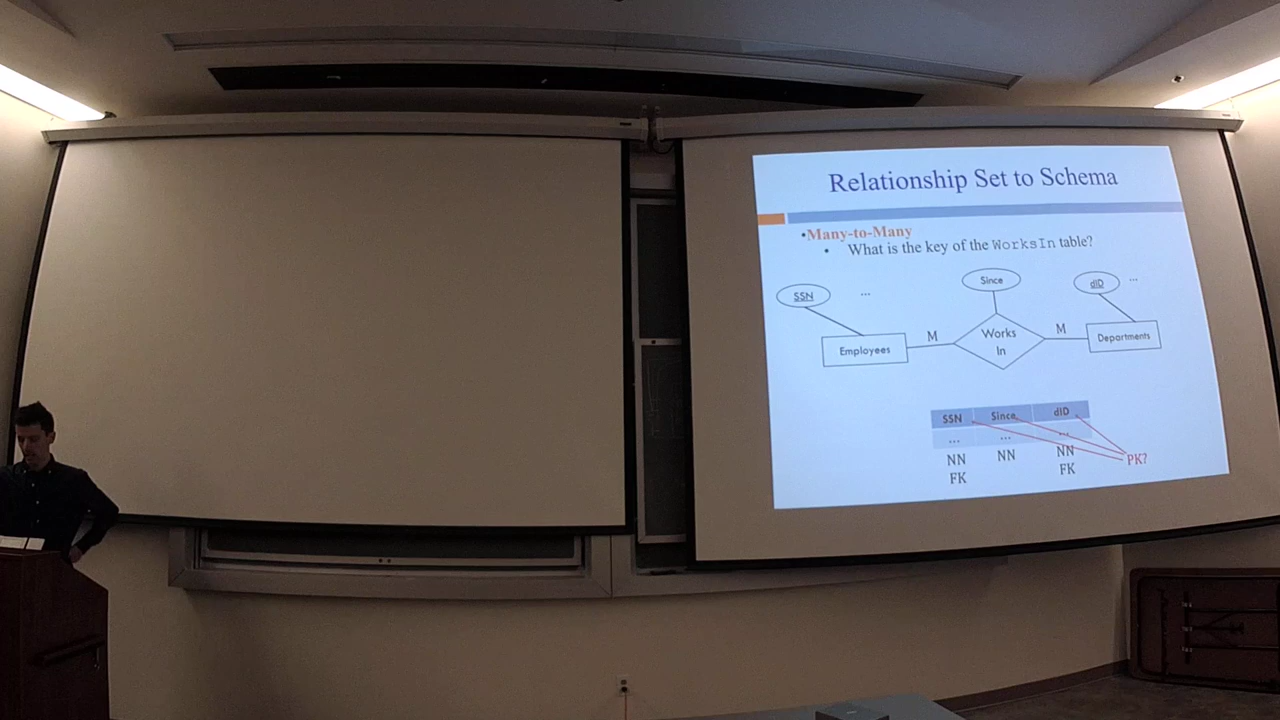 Relationship Set to Schema
•Many-to-Many
• What is the key of the WorksIn table?
SSN
...
Since
dID
...
Employees
M
Works
In
M
Departments
SSN Since dID
... ... ...
NN NN NN
FK FK
PK?